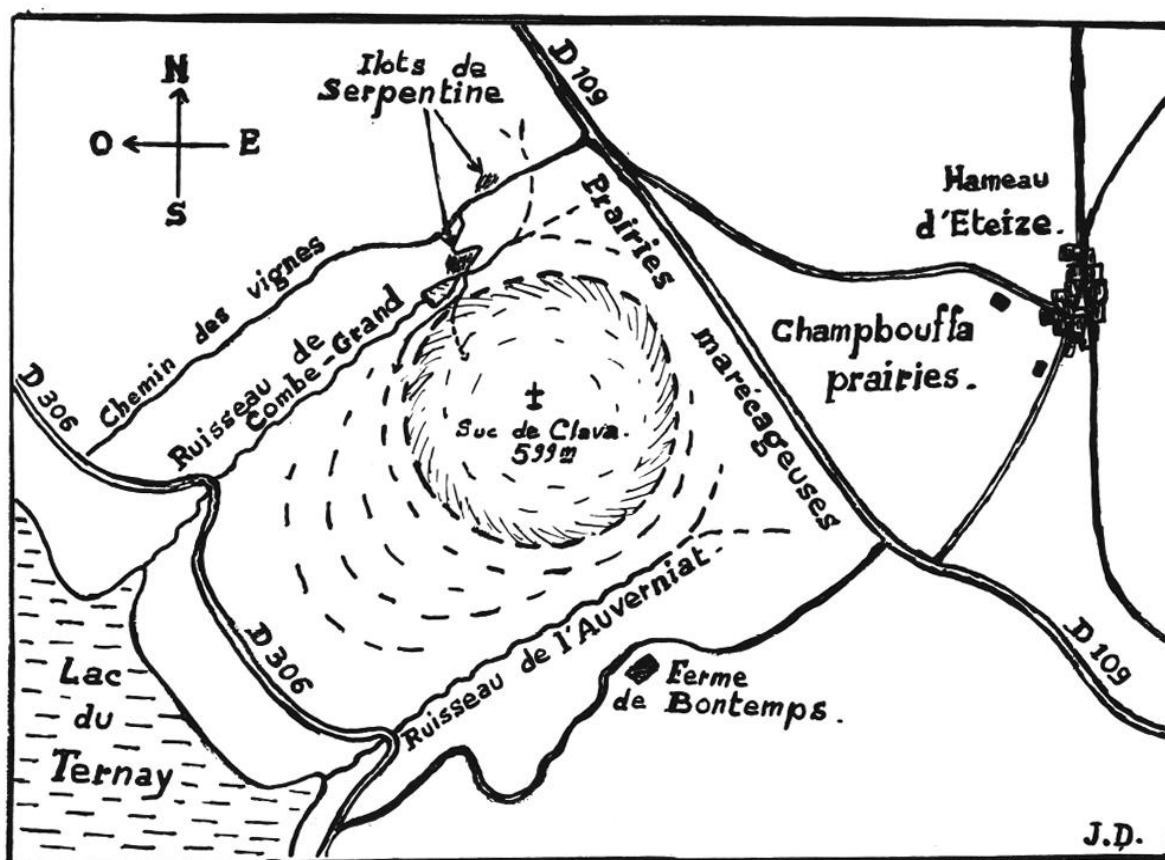 N
O E
S
Ilots de
Serpentine
D 109
Hameau
d'Eteize.
Prairies
marécageuses
Champbouffa
prairies.
Chemin des vignes
Ruisseau de
Combe-Grand
D 306
Suc de Clava.
599 m
D 306
Ruisseau de l'Auverniat.
Ferme
de Bontemps.
D 109
Lac
du
Ternay
J.D.